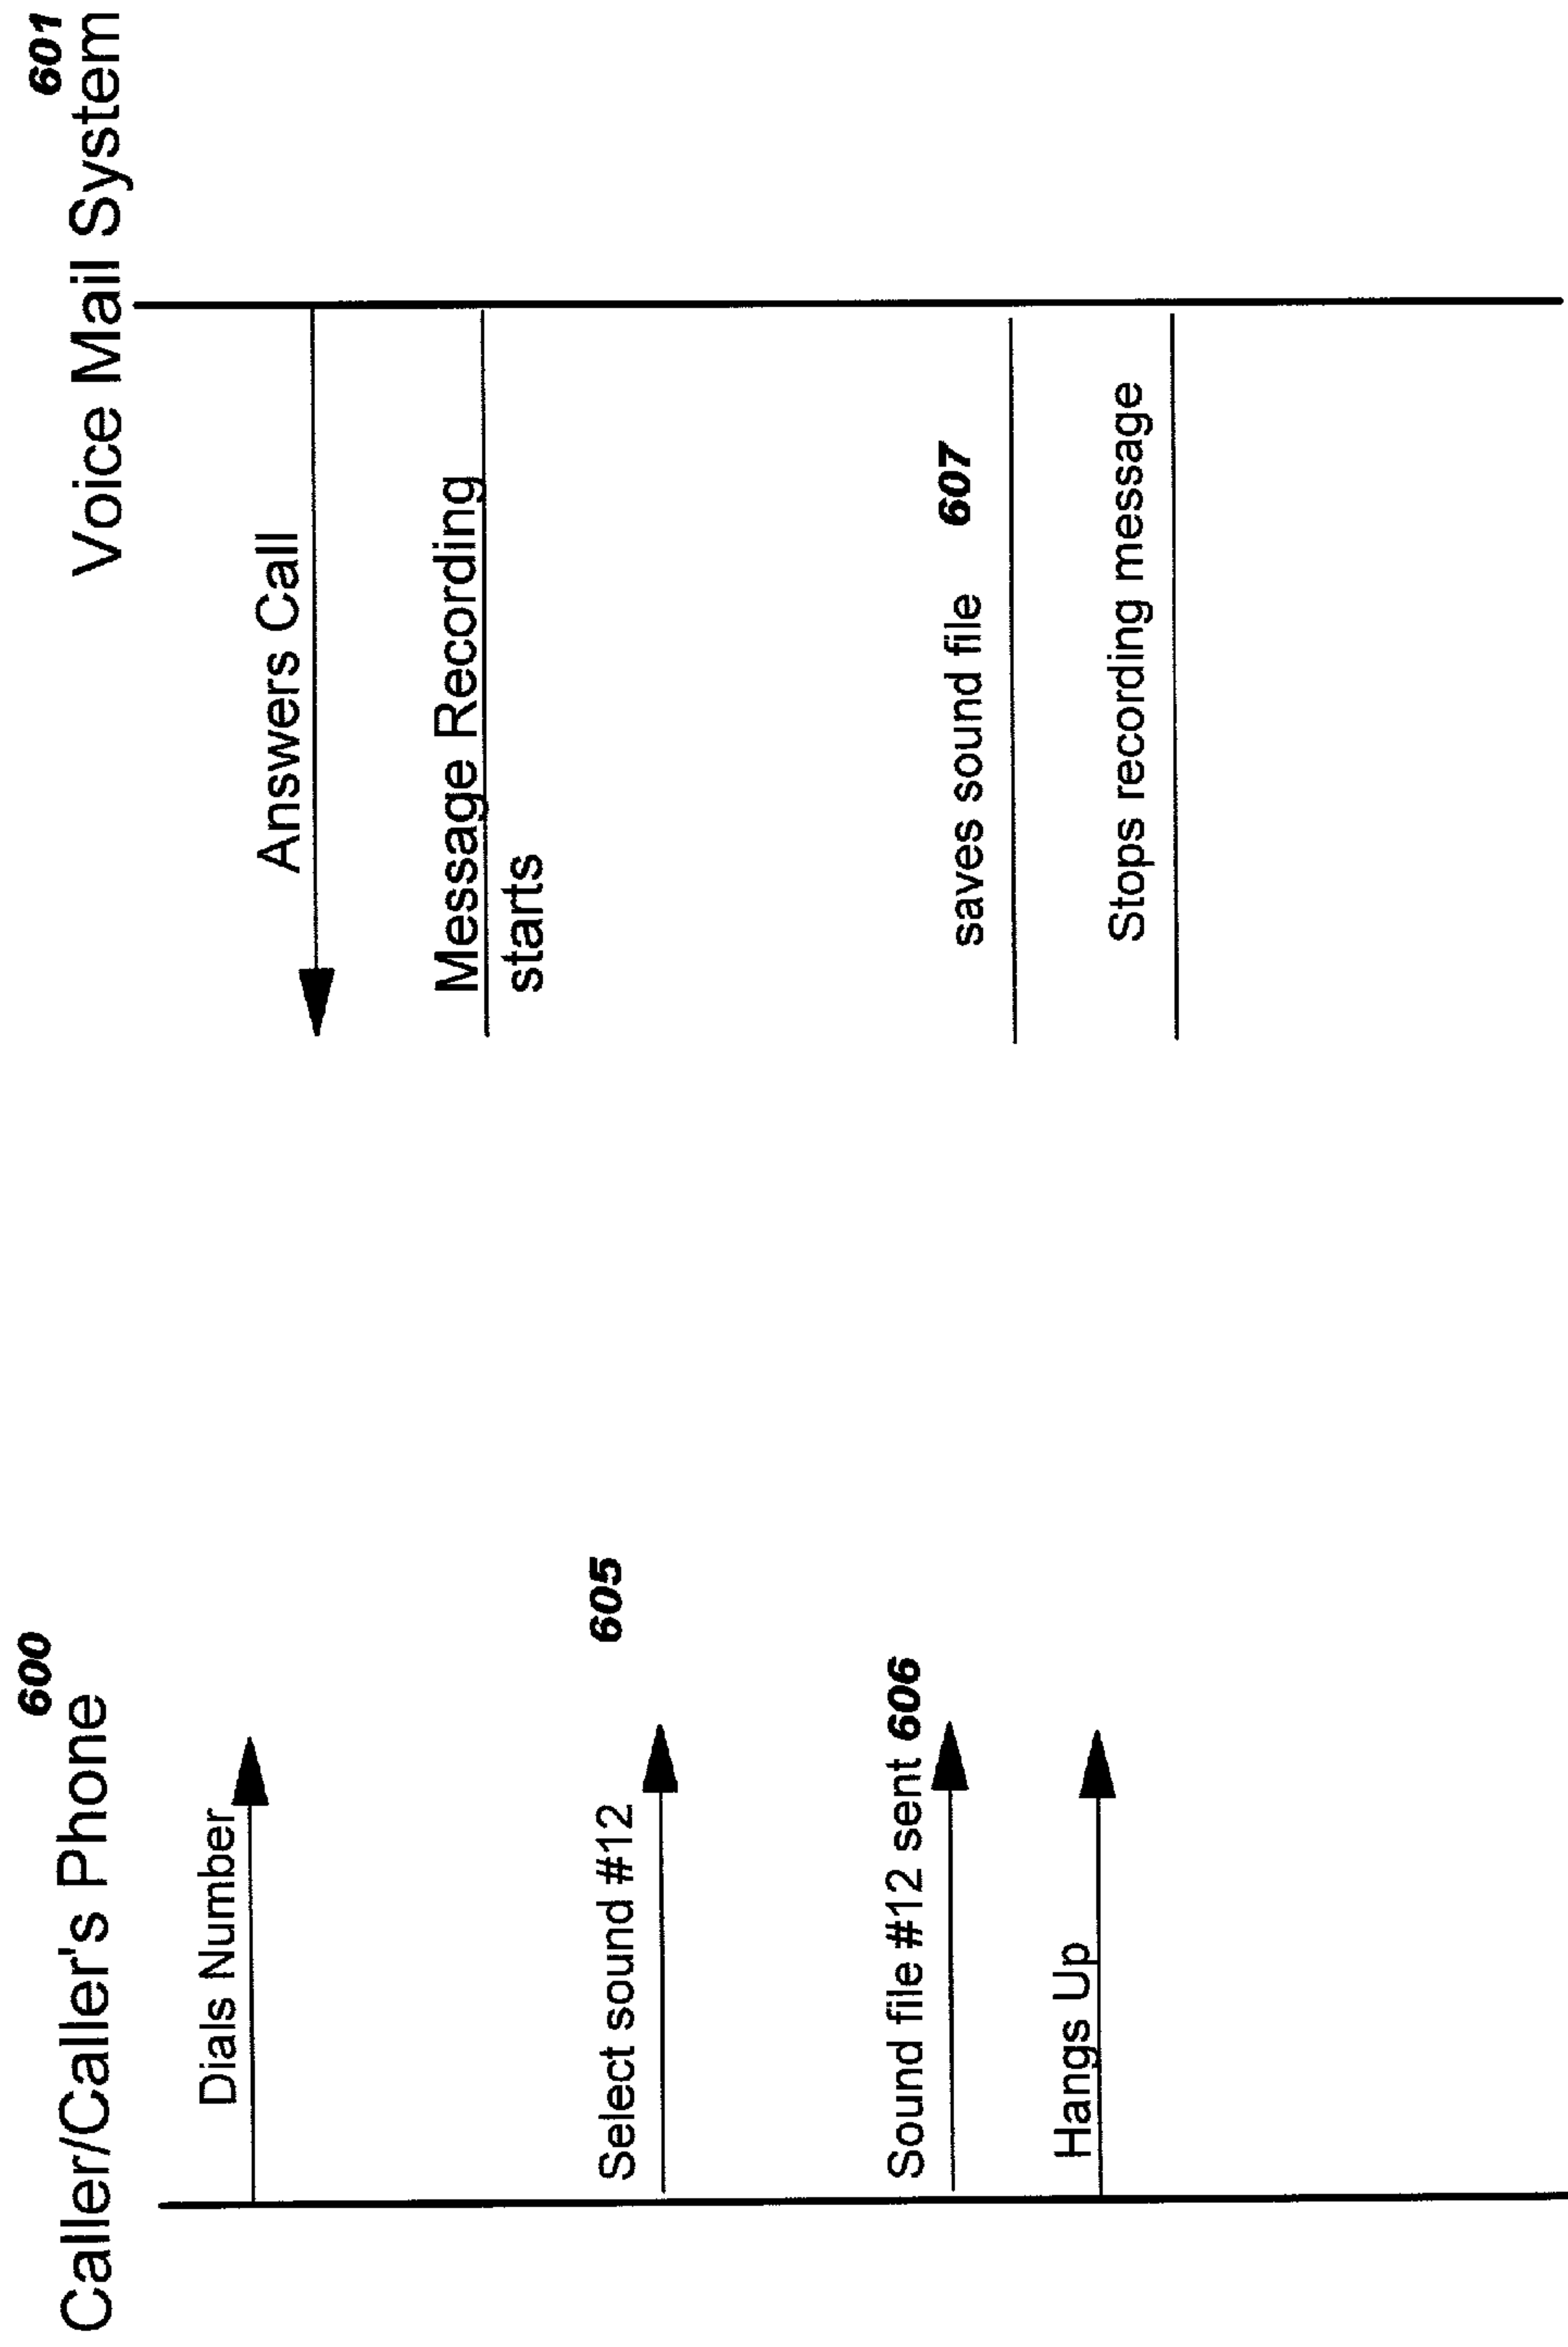 600
Caller/Caller's Phone
601
Voice Mail System
Dials Number
Answers Call
Message Recording
starts
Select sound #12
605
Sound file #12 sent 606
saves sound file 607
Hangs Up
Stops recording message